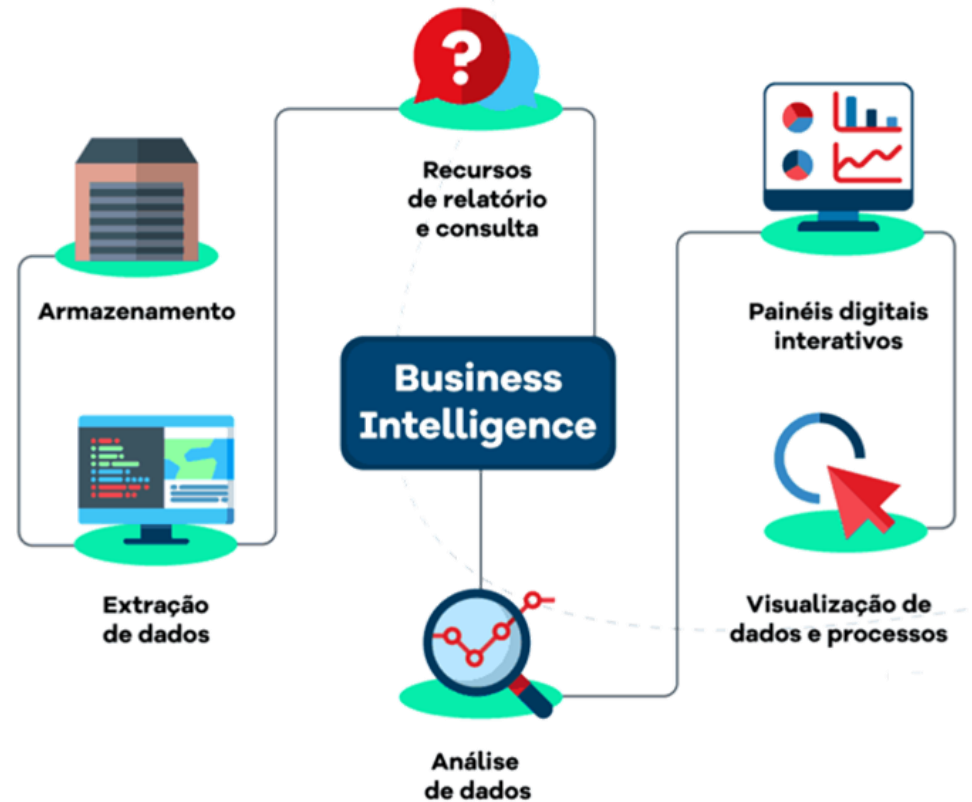 ?
Recursos
de relatório
e consulta
Armazenamento
Painéis digitais
interativos
Business
Intelligence
Extração
de dados
Visualização de
dados e processos
Análise
de dados